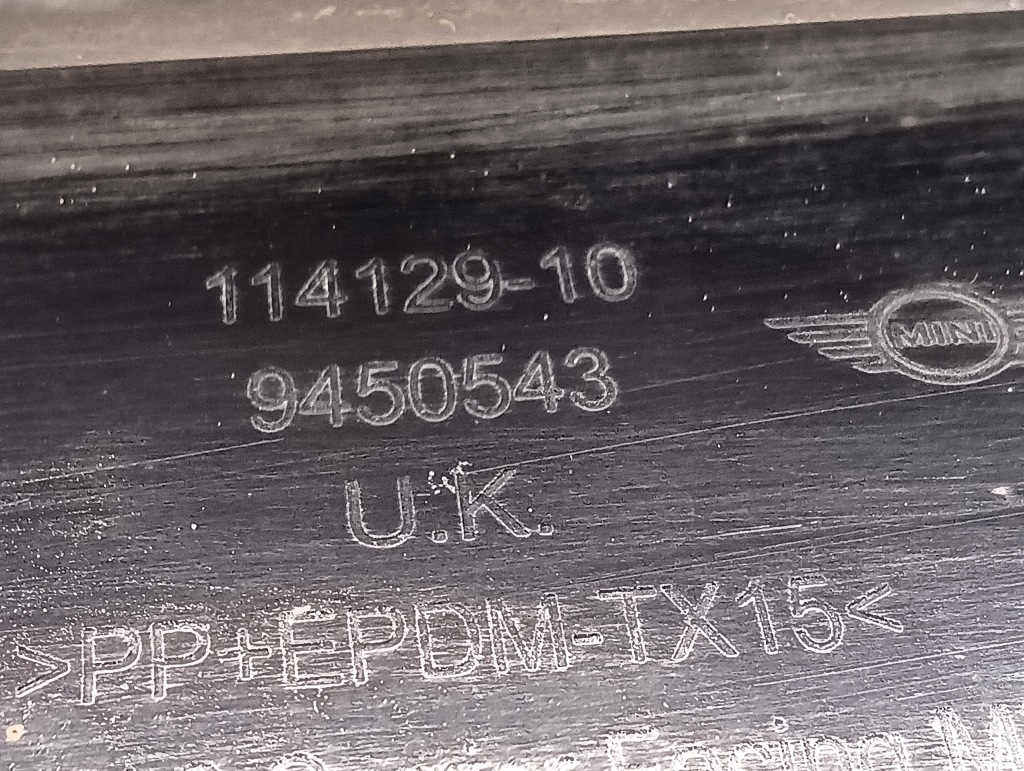 114129-10
MINI
9450543
U.K.
>PP+EPDM-TX15<